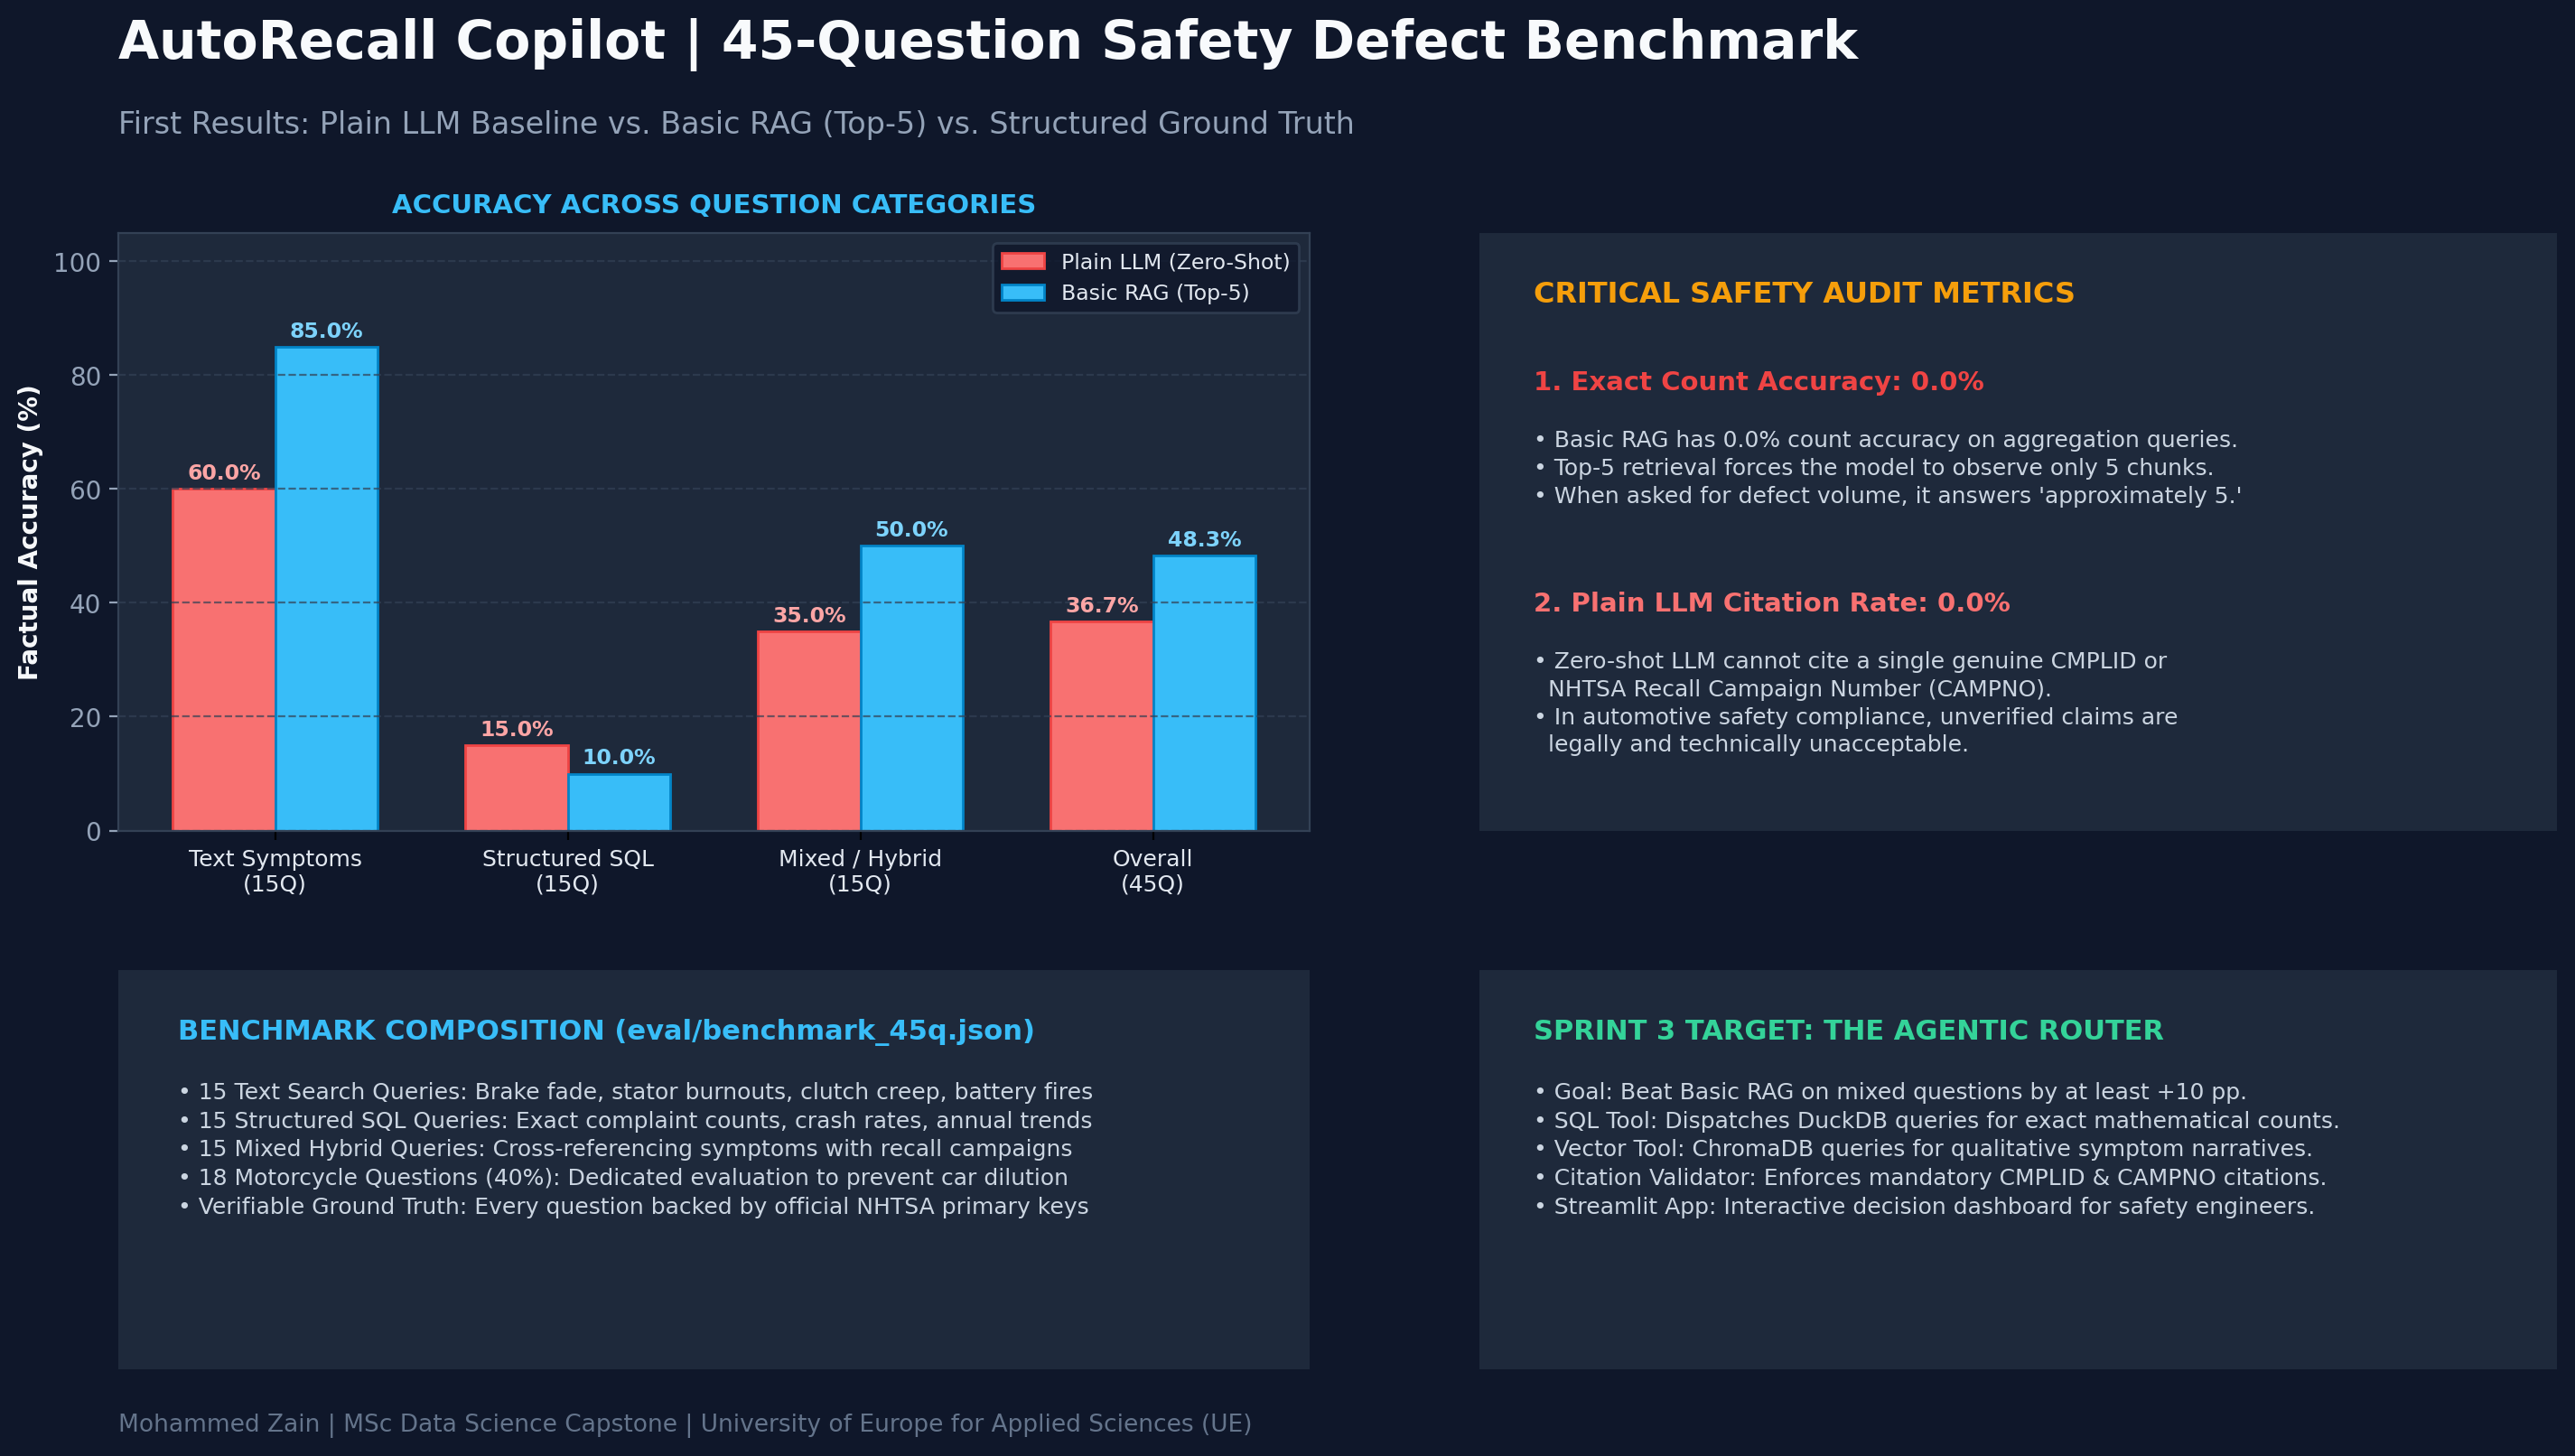 AutoRecall Copilot | 45-Question Safety Defect Benchmark
First Results: Plain LLM Baseline vs. Basic RAG (Top-5) vs. Structured Ground Truth
ACCURACY ACROSS QUESTION CATEGORIES
Factual Accuracy (%)
100
80
60
40
20
0
Plain LLM (Zero-Shot)
Basic RAG (Top-5)
60.0%
85.0%
15.0%
10.0%
35.0%
50.0%
36.7%
48.3%
Text Symptoms
(15Q)
Structured SQL
(15Q)
Mixed / Hybrid
(15Q)
Overall
(45Q)
CRITICAL SAFETY AUDIT METRICS
1. Exact Count Accuracy: 0.0%
• Basic RAG has 0.0% count accuracy on aggregation queries.
• Top-5 retrieval forces the model to observe only 5 chunks.
• When asked for defect volume, it answers 'approximately 5.'
2. Plain LLM Citation Rate: 0.0%
• Zero-shot LLM cannot cite a single genuine CMPLID or
NHTSA Recall Campaign Number (CAMPNO).
• In automotive safety compliance, unverified claims are
legally and technically unacceptable.
BENCHMARK COMPOSITION (eval/benchmark_45q.json)
• 15 Text Search Queries: Brake fade, stator burnouts, clutch creep, battery fires
• 15 Structured SQL Queries: Exact complaint counts, crash rates, annual trends
• 15 Mixed Hybrid Queries: Cross-referencing symptoms with recall campaigns
• 18 Motorcycle Questions (40%): Dedicated evaluation to prevent car dilution
• Verifiable Ground Truth: Every question backed by official NHTSA primary keys
SPRINT 3 TARGET: THE AGENTIC ROUTER
• Goal: Beat Basic RAG on mixed questions by at least +10 pp.
• SQL Tool: Dispatches DuckDB queries for exact mathematical counts.
• Vector Tool: ChromaDB queries for qualitative symptom narratives.
• Citation Validator: Enforces mandatory CMPLID & CAMPNO citations.
• Streamlit App: Interactive decision dashboard for safety engineers.
Mohammed Zain | MSc Data Science Capstone | University of Europe for Applied Sciences (UE)